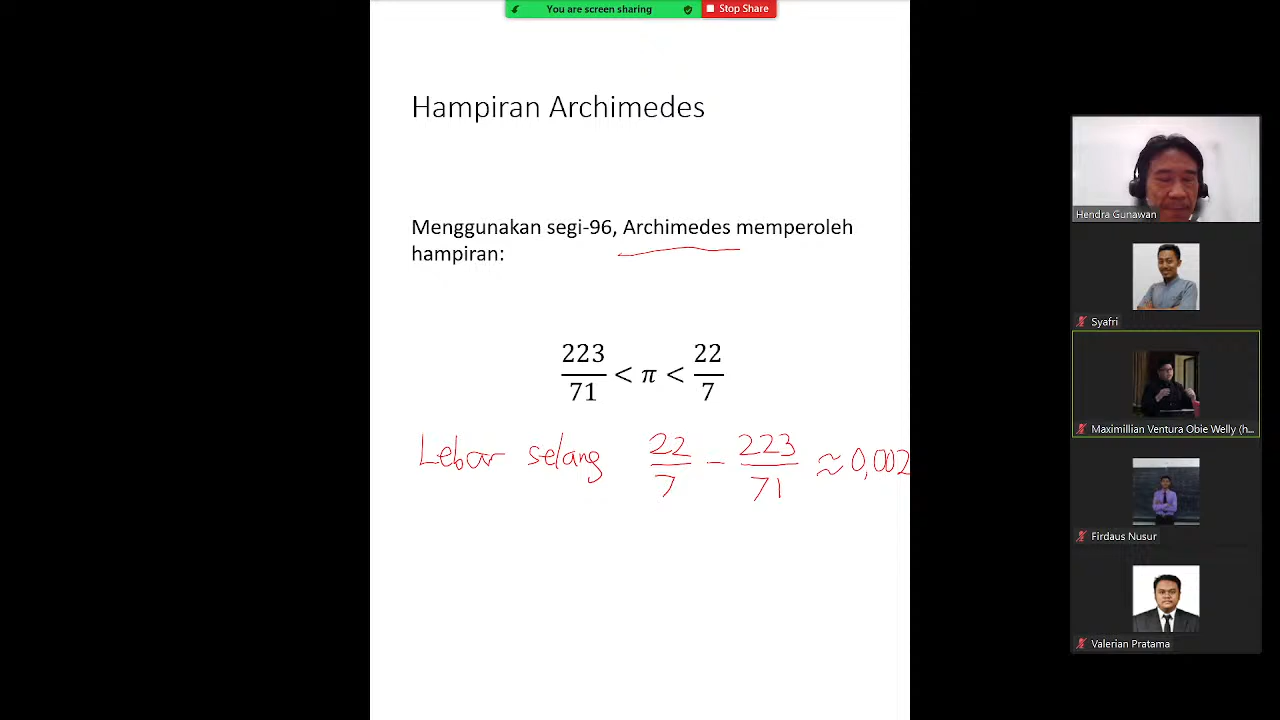 You are screen sharing
Stop Share
Hampiran Archimedes
Menggunakan segi-96, Archimedes memperoleh
hampiran:
223/71 < π < 22/7
Lebar selang 22/7 − 223/71 ≈ 0,002
Hendra Gunawan
Syafri
Maximillian Ventura Obie Welly (h...
Firdaus Nusur
Valerian Pratama